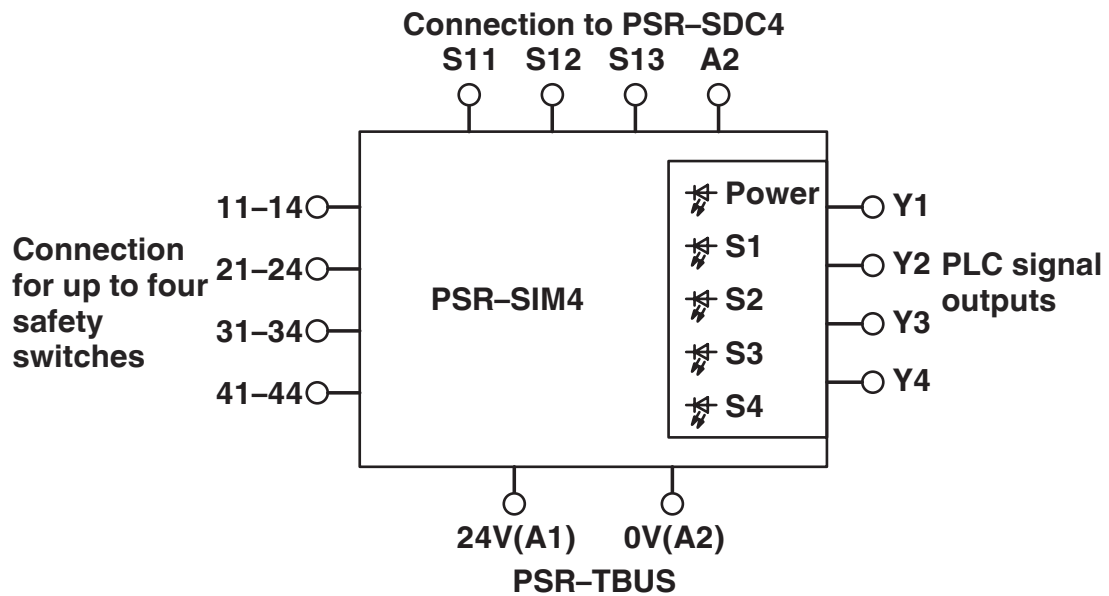 Connection to PSR–SDC4
S11 S12 S13 A2
11–14
21–24
31–34
41–44
Connection
for up to four
safety
switches
PSR–SIM4
Power
S1
S2
S3
S4
Y1
Y2
Y3
Y4
PLC signal
outputs
24V(A1) 0V(A2)
PSR–TBUS